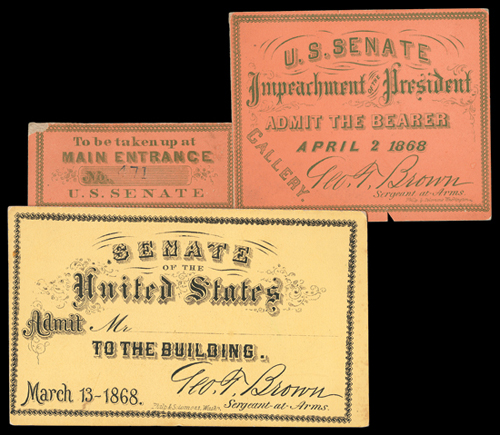 U.S. SENATE
Impeachment OF THE President
ADMIT THE BEARER
APRIL 2 1868
GALLERY.
Geo. T. Brown
Sergeant-at-Arms.
To be taken up at
MAIN ENTRANCE
No. 171
U.S. SENATE
SENATE
OF THE
United States
Admit Mr
TO THE BUILDING.
March 13-1868.
Geo. T. Brown
Sergeant-at-Arms.